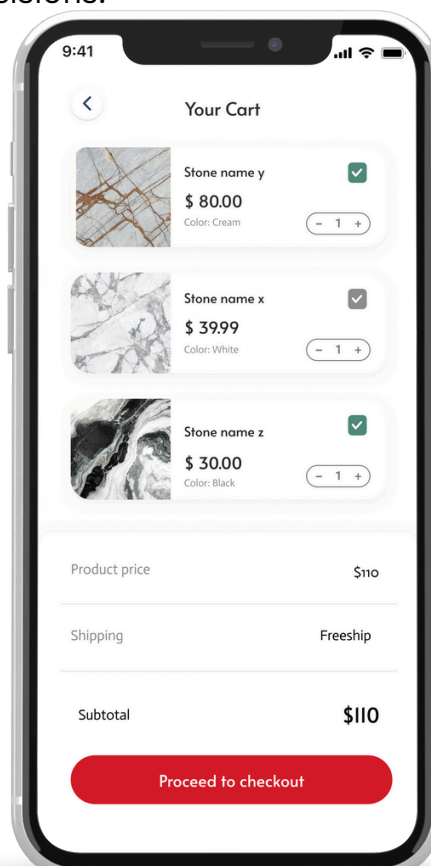 9:41
Your Cart
Stone name y
$ 80.00
Color: Cream
- 1 +
Stone name x
$ 39.99
Color: White
- 1 +
Stone name z
$ 30.00
Color: Black
- 1 +
Product price $110
Shipping Freeship
Subtotal $110
Proceed to checkout